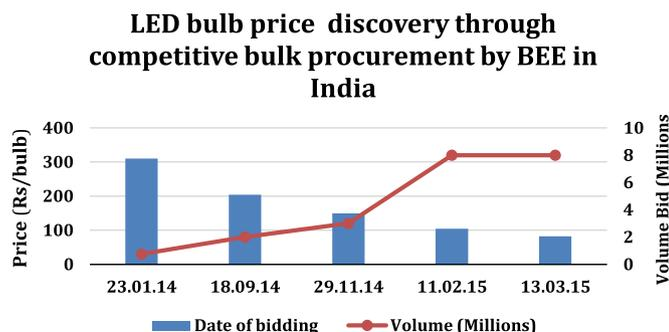 LED bulb price discovery through
competitive bulk procurement by BEE in
India
Price (Rs/bulb)
400
300
200
100
0
10
8
6
4
2
0
Volume Bid (Millions
23.01.14 18.09.14 29.11.14 11.02.15 13.03.15
Date of bidding Volume (Millions)